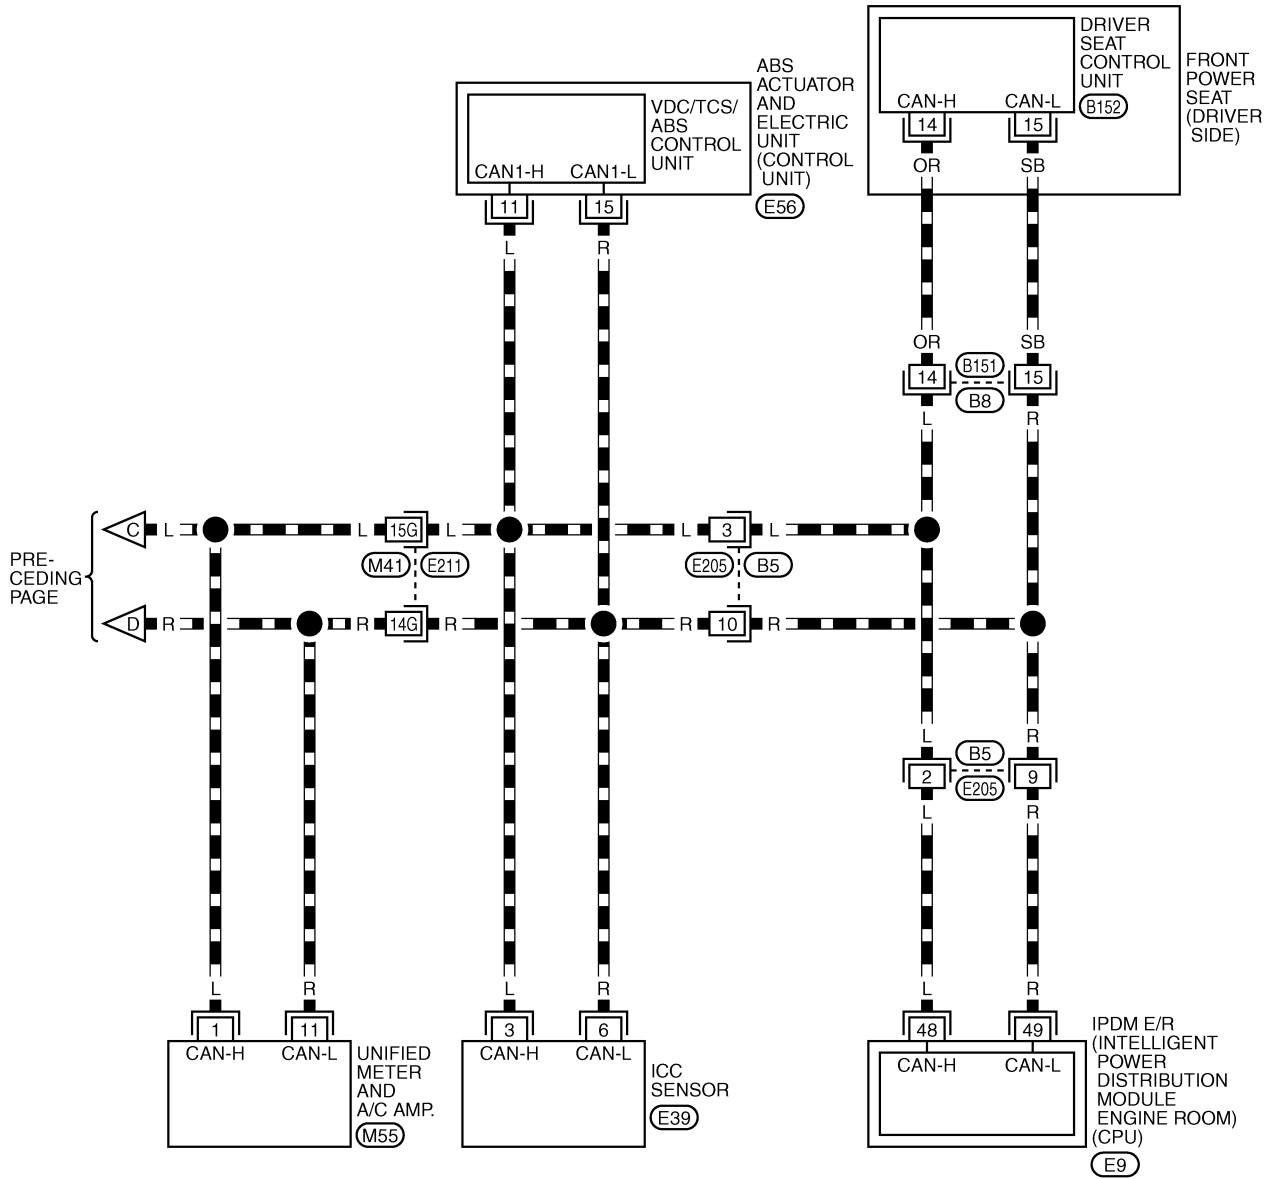 DRIVER
SEAT
CONTROL
UNIT
B152
FRONT
POWER
SEAT
(DRIVER
SIDE)
CAN-H
CAN-L
14
15
OR
SB
ABS
ACTUATOR
AND
ELECTRIC
UNIT
(CONTROL
UNIT)
E56
VDC/TCS/
ABS
CONTROL
UNIT
CAN1-H
CAN1-L
11
15
L
R
OR
SB
14
B151
B8
15
L
R
PRE-
CEDING
PAGE
C
L
L
15G
L
L
3
L
M41
E211
E205
B5
D
R
R
14G
R
R
10
R
L
R
2
B5
E205
9
L
R
L
R
L
R
L
R
1
11
3
6
48
49
CAN-H
CAN-L
UNIFIED
METER
AND
A/C AMP.
M55
CAN-H
CAN-L
ICC
SENSOR
E39
CAN-H
CAN-L
IPDM E/R
(INTELLIGENT
POWER
DISTRIBUTION
MODULE
ENGINE ROOM)
(CPU)
E9